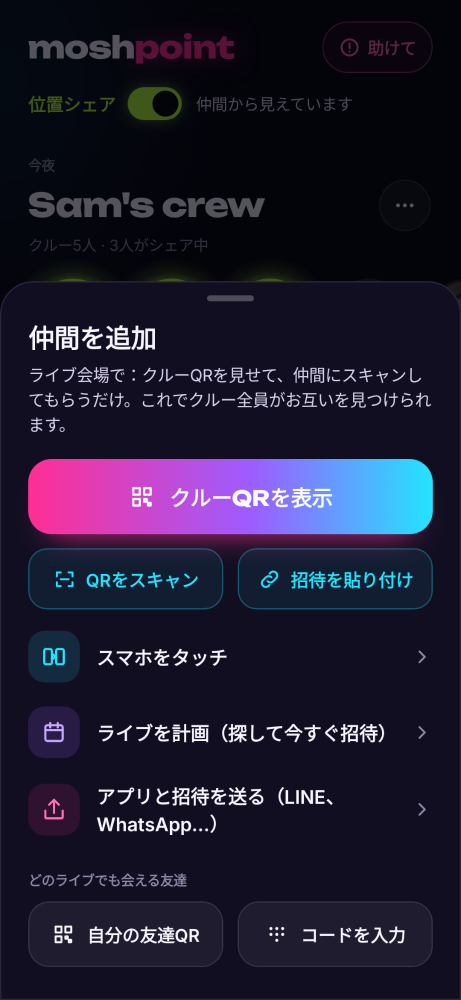 moshpoint
助けて
位置シェア
仲間から見えています
今夜
Sam's crew
クルー5人 · 3人がシェア中
仲間を追加
ライブ会場で：クルーQRを見せて、仲間にスキャンし
てもらうだけ。これでクルー全員がお互いを見つけられ
ます。
クルーQRを表示
QRをスキャン
招待を貼り付け
スマホをタッチ
ライブを計画（探して今すぐ招待）
アプリと招待を送る（LINE、
WhatsApp...）
どのライブでも会える友達
自分の友達QR
コードを入力